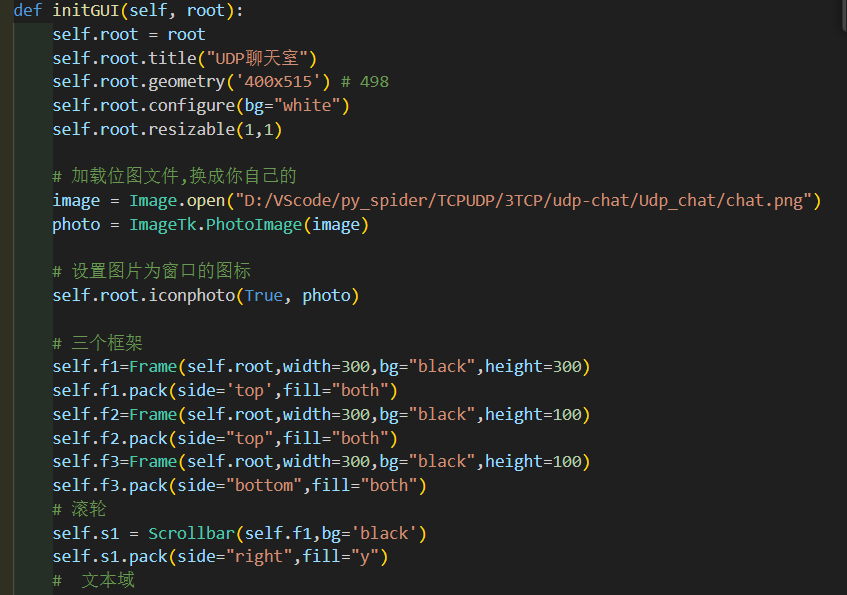 def initGUI(self, root):
self.root = root
self.root.title("UDP聊天室")
self.root.geometry('400x515') # 498
self.root.configure(bg="white")
self.root.resizable(1,1)
# 加载位图文件,换成你自己的
image = Image.open("D:/VScode/py_spider/TCPUDP/3TCP/udp-chat/Udp_chat/chat.png")
photo = ImageTk.PhotoImage(image)
# 设置图片为窗口的图标
self.root.iconphoto(True, photo)
# 三个框架
self.f1=Frame(self.root,width=300,bg="black",height=300)
self.f1.pack(side='top',fill="both")
self.f2=Frame(self.root,width=300,bg="black",height=100)
self.f2.pack(side="top",fill="both")
self.f3=Frame(self.root,width=300,bg="black",height=100)
self.f3.pack(side="bottom",fill="both")
# 滚轮
self.s1 = Scrollbar(self.f1,bg='black')
self.s1.pack(side="right",fill="y")
#  文本域